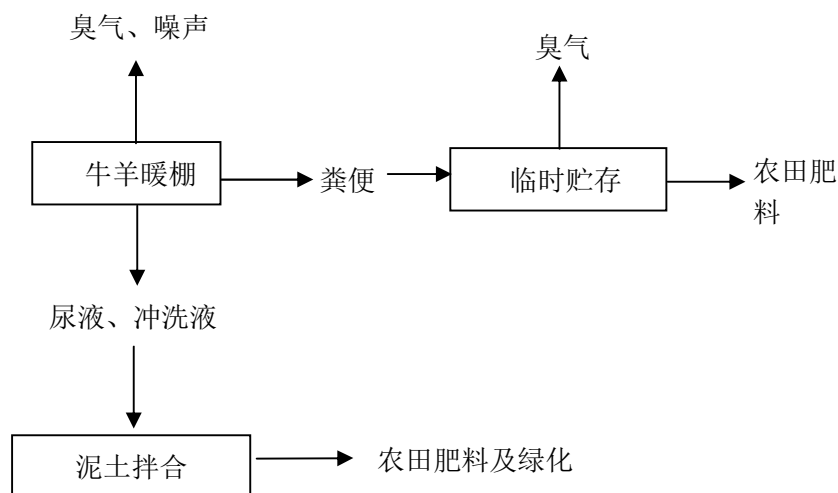 臭气、噪声
臭气
牛羊暖棚
粪便
临时贮存
农田肥
料
尿液、冲洗液
泥土拌合
农田肥料及绿化